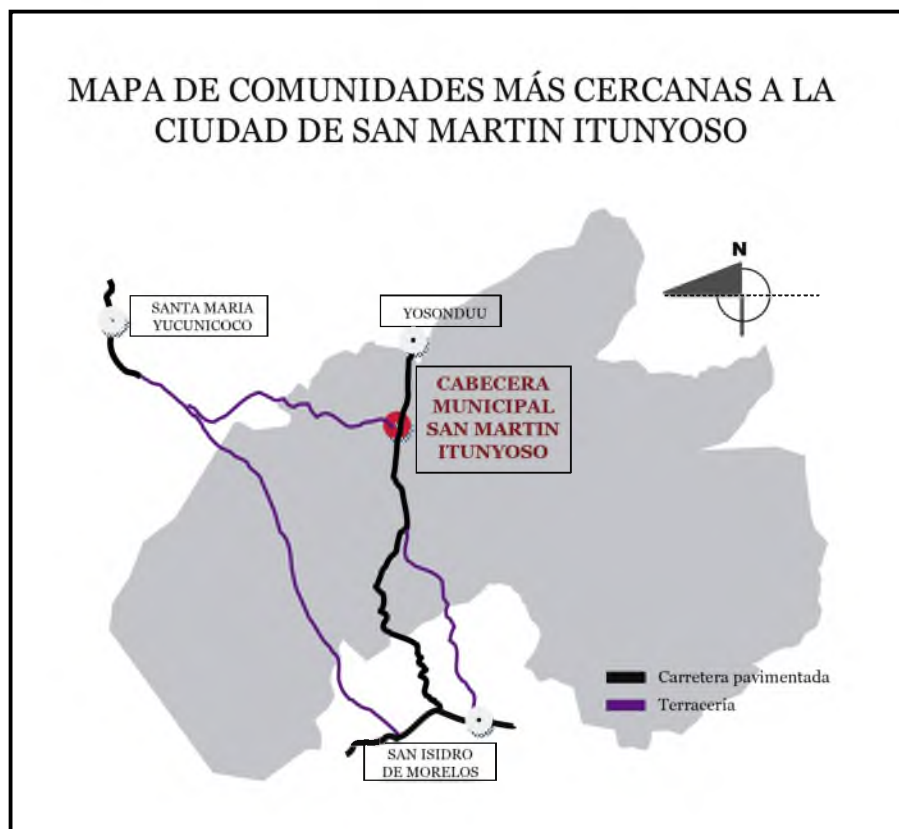 MAPA DE COMUNIDADES MÁS CERCANAS A LA
CIUDAD DE SAN MARTIN ITUNYOSO
N
SANTA MARIA
YUCUNICOCO
YOSONDUU
CABECERA
MUNICIPAL
SAN MARTIN
ITUNYOSO
Carretera pavimentada
Terracería
SAN ISIDRO
DE MORELOS